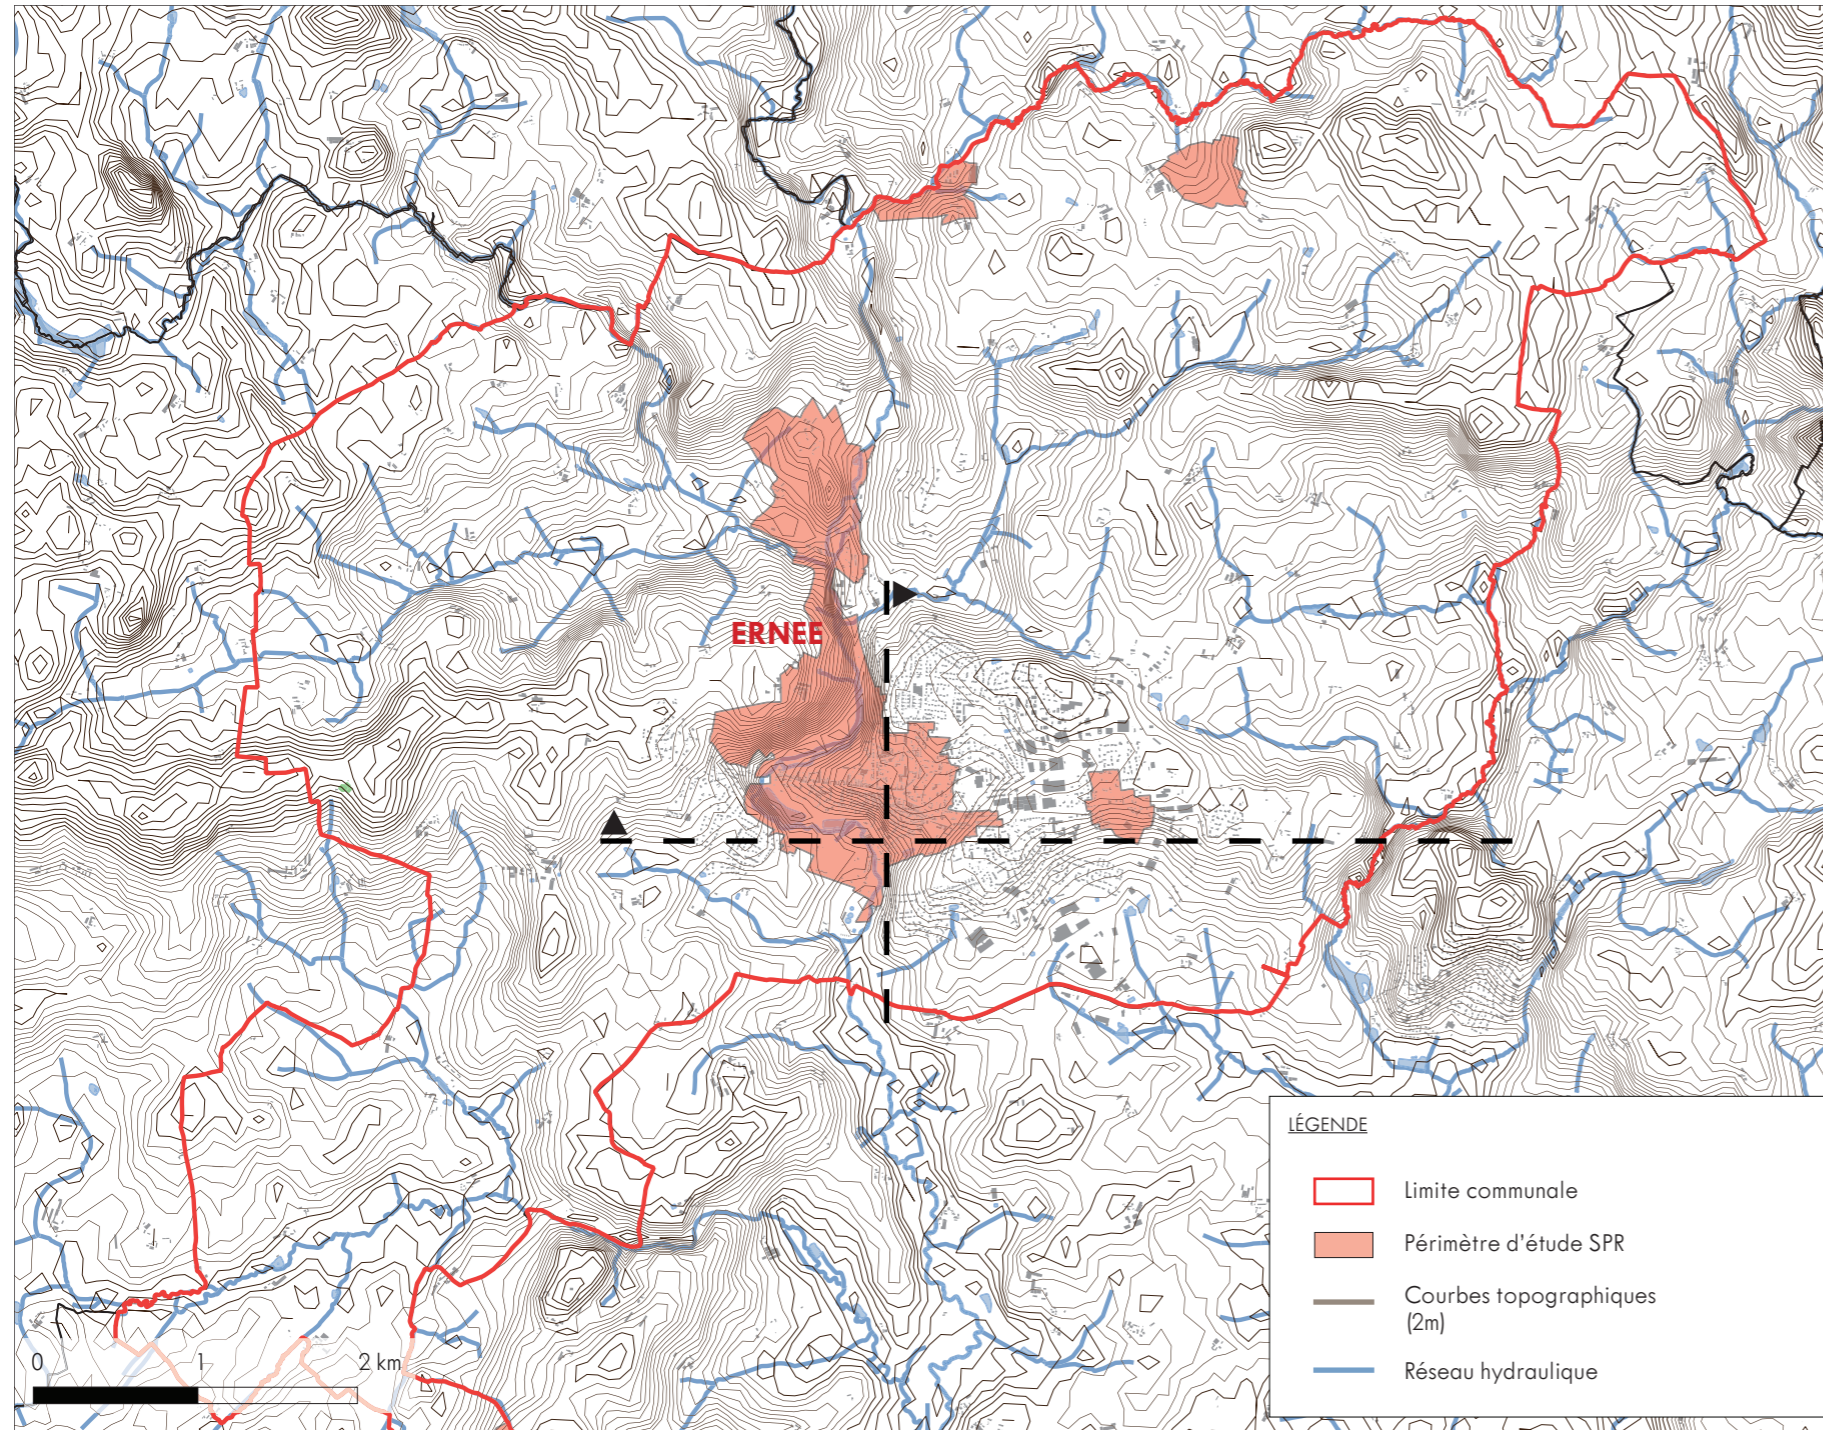 ERNEE
LÉGENDE
Limite communale
Périmètre d'étude SPR
Courbes topographiques
(2m)
Réseau hydraulique
0 1 2 km